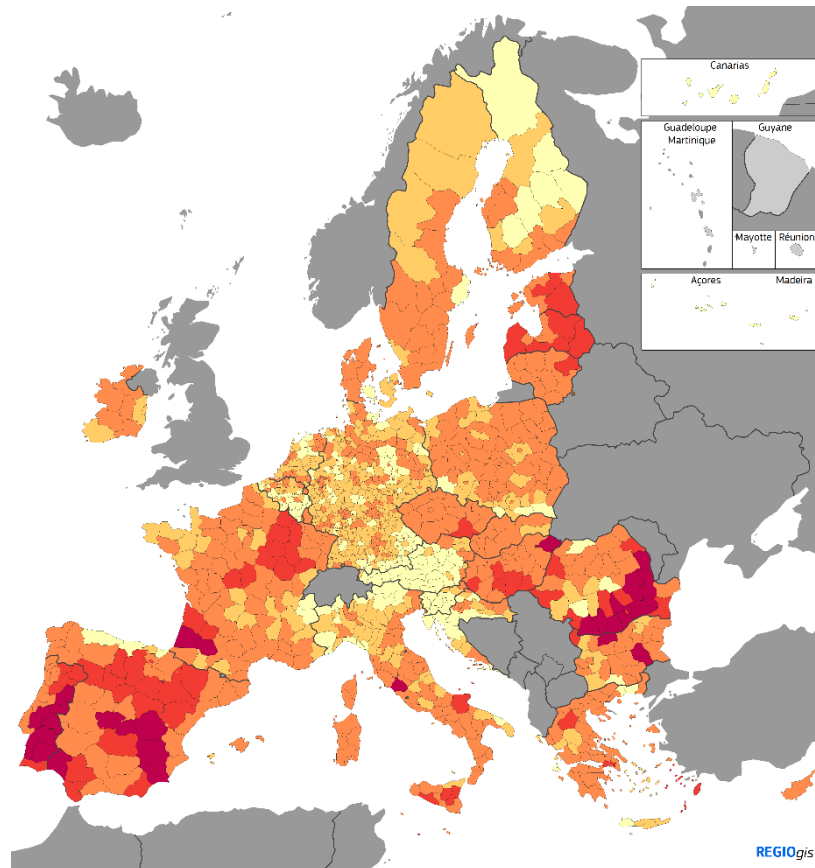 Canarias
Guadeloupe
Martinique
Guyane
Mayotte
Réunion
Açores
Madeira
REGIOgis